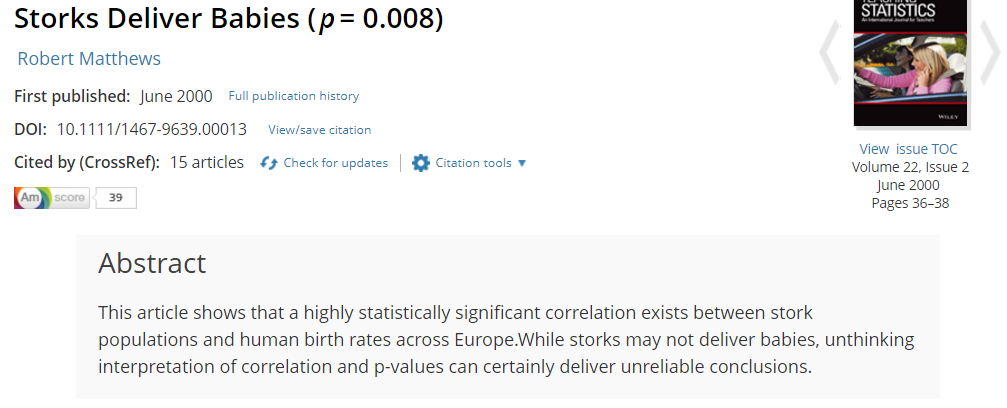 Storks Deliver Babies (p = 0.008)
Robert Matthews
First published: June 2000 Full publication history
DOI: 10.1111/1467-9639.00013 View/save citation
Cited by (CrossRef): 15 articles Check for updates Citation tools ▼
Am score 39
STATISTICS
An International Journal for Teachers
WILEY
View issue TOC
Volume 22, Issue 2
June 2000
Pages 36–38
Abstract
This article shows that a highly statistically significant correlation exists between stork
populations and human birth rates across Europe.While storks may not deliver babies, unthinking
interpretation of correlation and p-values can certainly deliver unreliable conclusions.